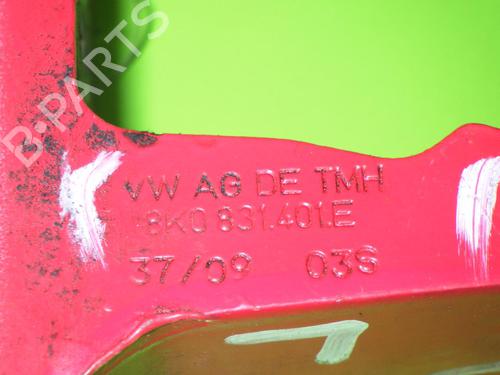 B-PARTS
VW AG DE TMH
8K0 831.401.E
37/09 03S